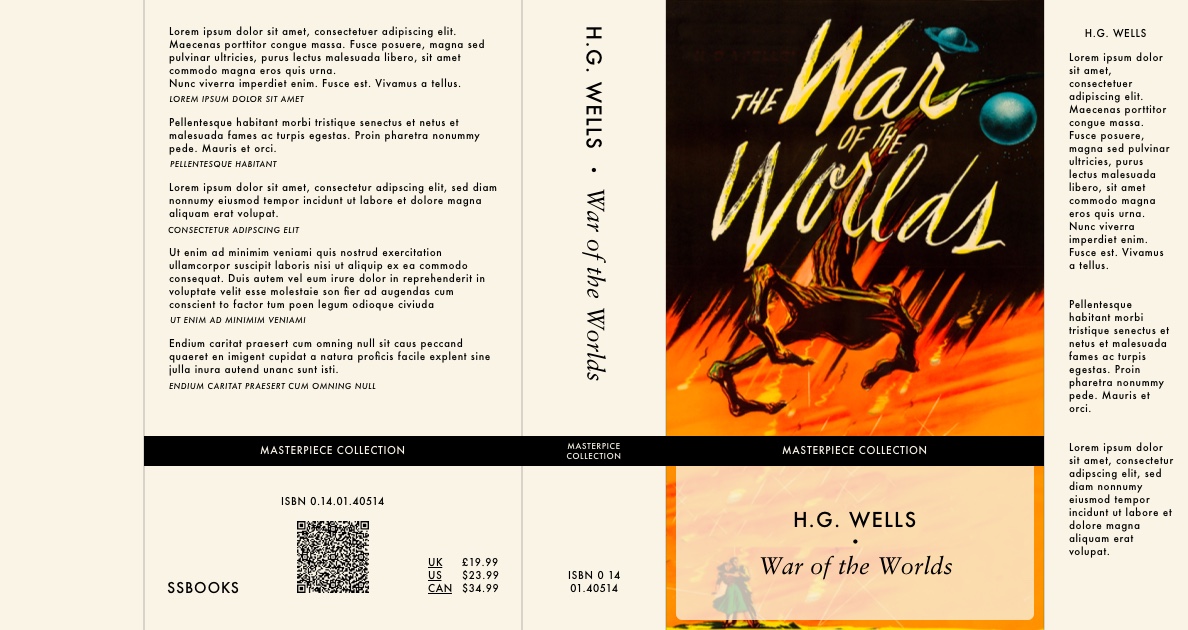 Lorem ipsum dolor sit amet, consectetuer adipiscing elit.
Maecenas porttitor congue massa. Fusce posuere, magna sed
pulvinar ultricies, purus lectus malesuada libero, sit amet
commodo magna eros quis urna.
Nunc viverra imperdiet enim. Fusce est. Vivamus a tellus.
LOREM IPSUM DOLOR SIT AMET
Pellentesque habitant morbi tristique senectus et netus et
malesuada fames ac turpis egestas. Proin pharetra nonummy
pede. Mauris et orci.
PELLENTESQUE HABITANT
Lorem ipsum dolor sit amet, consectetur adipscing elit, sed diam
nonnumy eiusmod tempor incidunt ut labore et dolore magna
aliquam erat volupat.
CONSECTETUR ADIPSCING ELIT
Ut enim ad minimim veniami quis nostrud exercitation
ullamcorpor suscipit laboris nisi ut aliquip ex ea commodo
consequat. Duis autem vel eum irure dolor in reprehenderit in
voluptate velit esse molestaie son fier ad augendas cum
conscient to factor tum poen legum odioque civiuda
UT ENIM AD MINIMIM VENIAMI
Endium caritat praesert cum omning null sit caus peccand
quaeret en imigent cupidat a natura proficis facile explent sine
julla inura autend unanc sunt isti.
ENDIUM CARITAT PRAESERT CUM OMNING NULL
MASTERPIECE COLLECTION
ISBN 0.14.01.40514
SSBOOKS
UK £19.99
US $23.99
CAN $34.99
H.G. WELLS • War of the Worlds
MASTERPICE
COLLECTION
ISBN 0 14
01.40514
THE War
OF THE
Worlds
MASTERPIECE COLLECTION
H.G. WELLS
•
War of the Worlds
H.G. WELLS
Lorem ipsum dolor
sit amet,
consectetuer
adipiscing elit.
Maecenas porttitor
congue massa.
Fusce posuere,
magna sed pulvinar
ultricies, purus
lectus malesuada
libero, sit amet
commodo magna
eros quis urna.
Nunc viverra
imperdiet enim.
Fusce est. Vivamus
a tellus.
Pellentesque
habitant morbi
tristique senectus et
netus et malesuada
fames ac turpis
egestas. Proin
pharetra nonummy
pede. Mauris et
orci.
Lorem ipsum dolor
sit amet, consectetur
adipscing elit, sed
diam nonnumy
eiusmod tempor
incidunt ut labore et
dolore magna
aliquam erat
volupat.